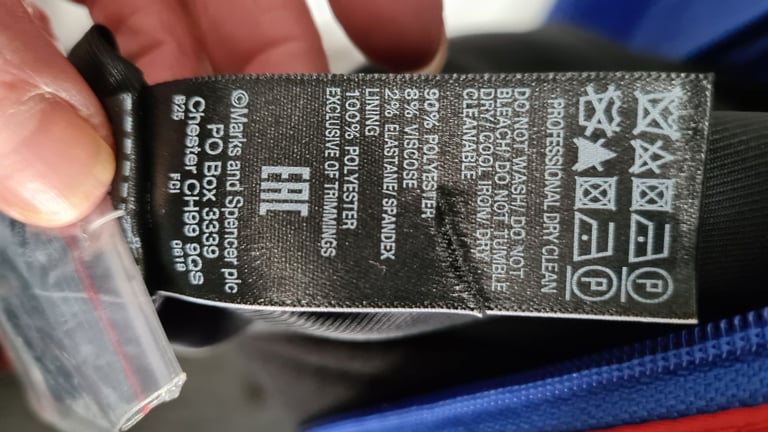 P P
P P
PROFESSIONAL DRY CLEAN
DO NOT WASH/ DO NOT
BLEACH/ DO NOT TUMBLE
DRY/ COOL IRON/ DRY
CLEANABLE
90% POLYESTER
8% VISCOSE
2% ELASTANE/ SPANDEX
LINING
100% POLYESTER
EXCLUSIVE OF TRIMMINGS
EAC
©Marks and Spencer plc
PO Box 3339
Chester CH99 9QS
FGI 0619